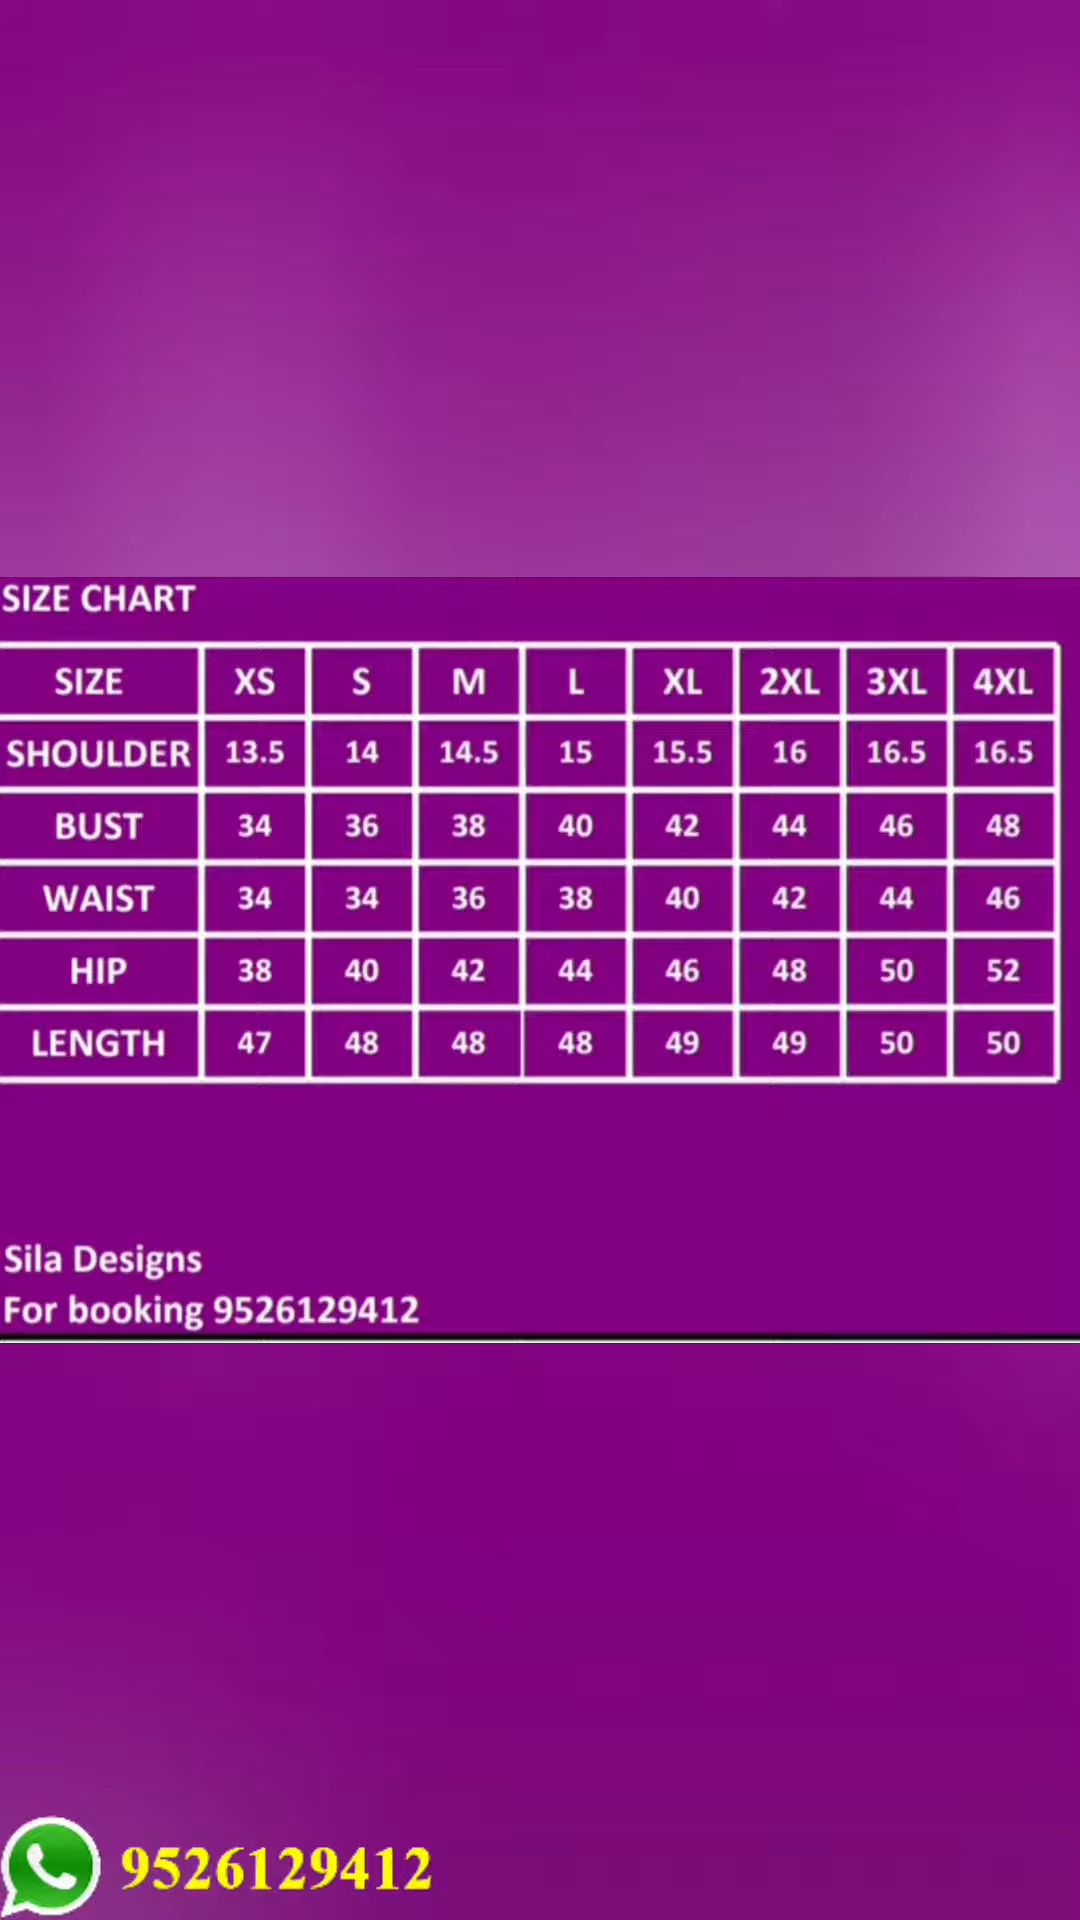 SIZE CHART
SIZE XS S M L XL 2XL 3XL 4XL
SHOULDER 13.5 14 14.5 15 15.5 16 16.5 16.5
BUST 34 36 38 40 42 44 46 48
WAIST 34 34 36 38 40 42 44 46
HIP 38 40 42 44 46 48 50 52
LENGTH 47 48 48 48 49 49 50 50
Sila Designs
For booking 9526129412
9526129412